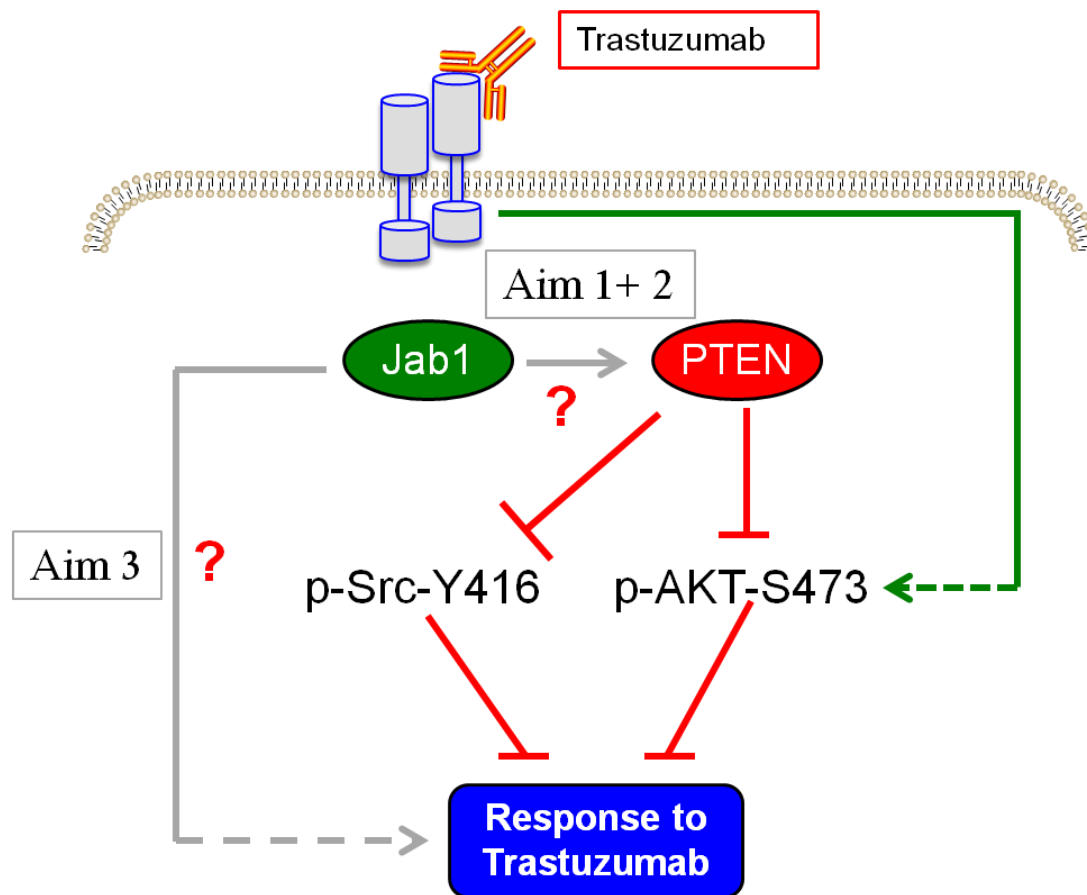 Trastuzumab
Aim 1+ 2
Jab1
PTEN
?
Aim 3
?
p-Src-Y416
p-AKT-S473
Response to
Trastuzumab